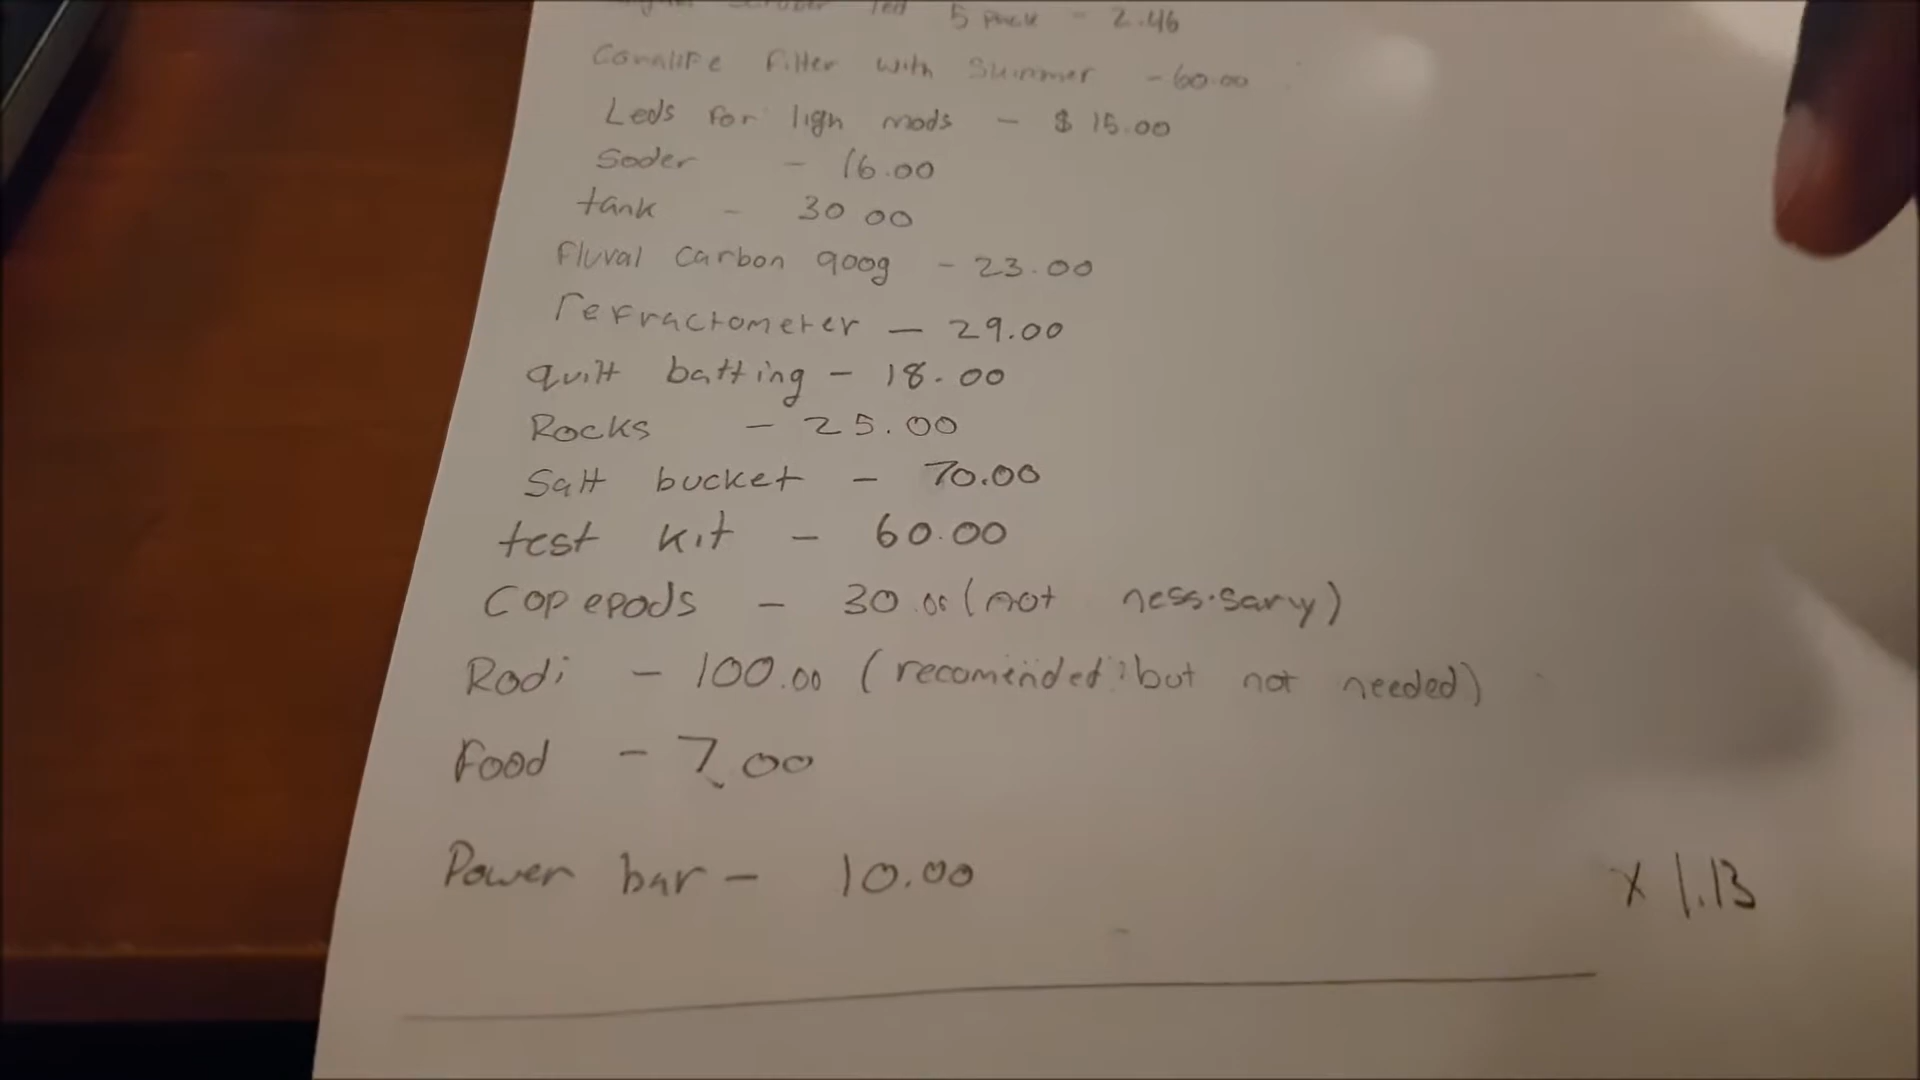 5 pack - 2.46
Coralife Filter with Skimmer - 60.00
Leds for ligh mods - $ 15.00
Soder - 16.00
tank - 30 00
Fluval Carbon 900g - 23.00
refractometer - 29.00
quilt batting - 18.00
Rocks - 25.00
Salt bucket - 70.00
test kit - 60.00
Copepods - 30.00 (not nessisary)
Rodi - 100.00 (recomended but not needed)
Food - 7.00
Power bar - 10.00
x 1.13